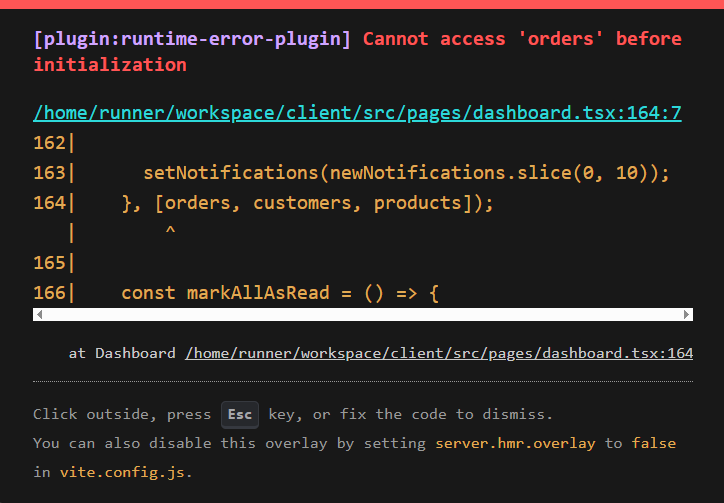 [plugin:runtime-error-plugin] Cannot access 'orders' before
initialization
/home/runner/workspace/client/src/pages/dashboard.tsx:164:7
162|
163|      setNotifications(newNotifications.slice(0, 10));
164|    }, [orders, customers, products]);
   |        ^
165|
166|    const markAllAsRead = () => {
at Dashboard /home/runner/workspace/client/src/pages/dashboard.tsx:164
Click outside, press Esc key, or fix the code to dismiss.
You can also disable this overlay by setting server.hmr.overlay to false
in vite.config.js.